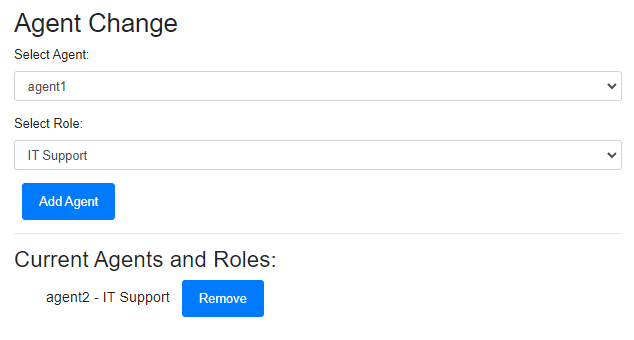 Agent Change
Select Agent:
agent1
Select Role:
IT Support
Add Agent
Current Agents and Roles:
agent2 - IT Support Remove